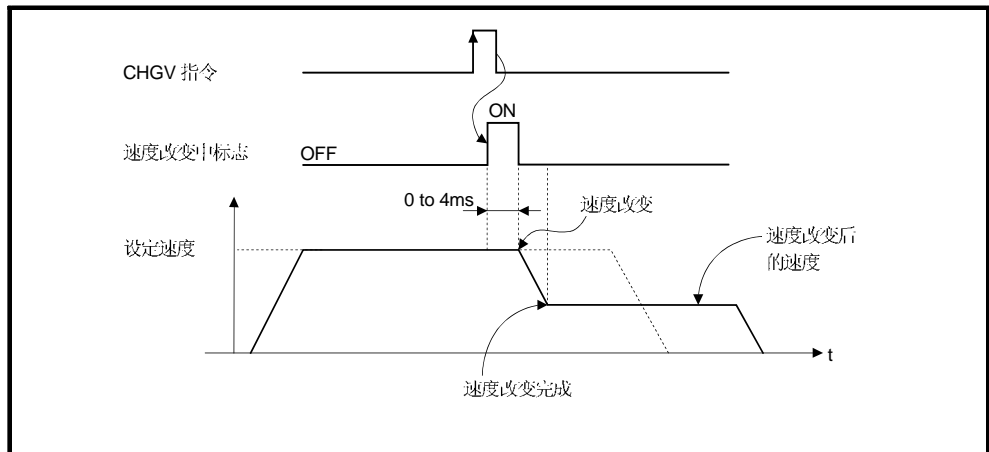 CHGV 指令
ON
速度改变中标志
OFF
0 to 4ms
速度改变
设定速度
速度改变后
的速度
t
速度改变完成